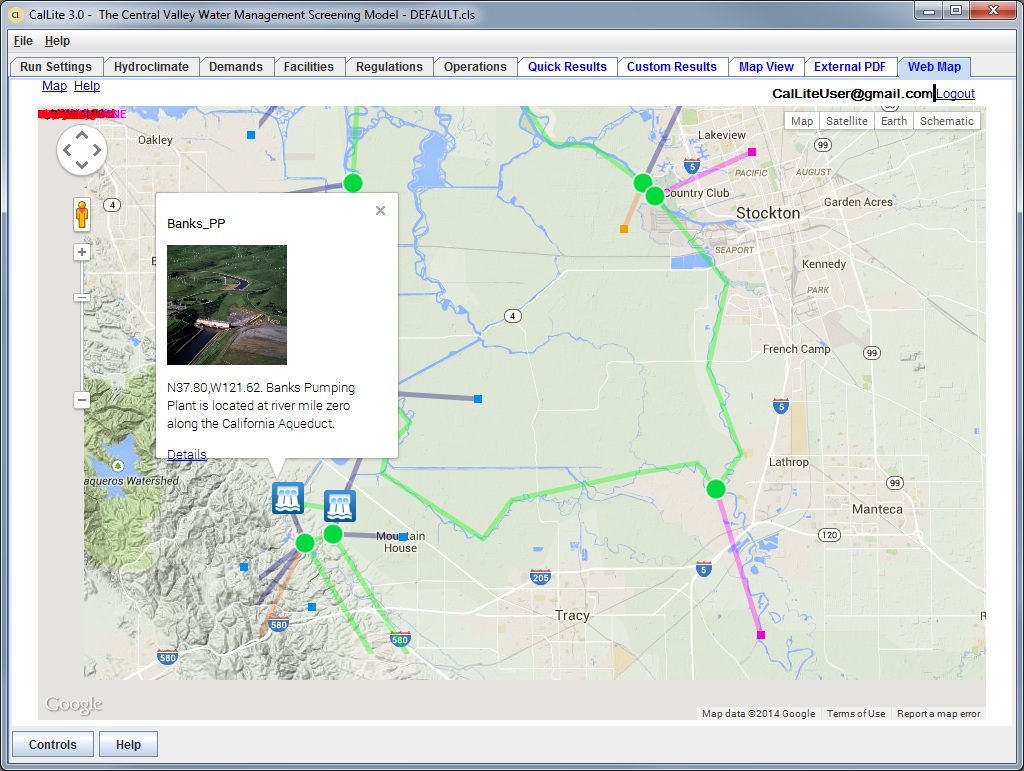 CL CalLite 3.0 - The Central Valley Water Management Screening Model - DEFAULT.cls
File Help
Run Settings Hydroclimate Demands Facilities Regulations Operations Quick Results Custom Results Map View External PDF Web Map
Map Help
CalLiteUser@gmail.com Logout
Map Satellite Earth Schematic
Oakley
Lakeview
99
5
PACIFIC
AUGUST
4
Country Club
Garden Acres
Stockton
Banks_PP
SEAPORT
Kennedy
PARK
4
French Camp
99
N37.80,W121.62. Banks Pumping
Plant is located at river mile zero
along the California Aqueduct.
5
Details
Lathrop
aqueros Watershed
99
Manteca
Mountain
House
120
5
205
Tracy
580
580
580
Google
Map data ©2014 Google Terms of Use Report a map error
Controls Help